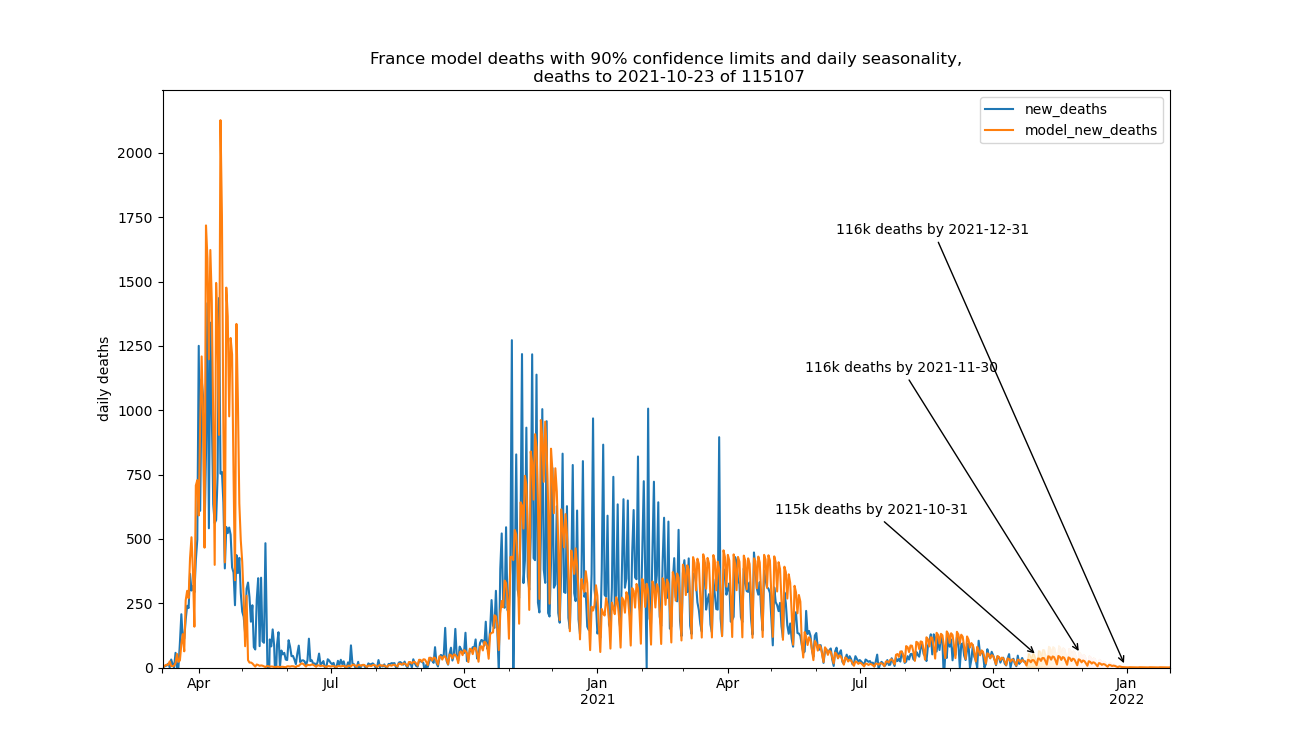 France model deaths with 90% confidence limits and daily seasonality,
deaths to 2021-10-23 of 115107
new_deaths
model_new_deaths
2000
1750
1500
1250
1000
750
500
250
0
daily deaths
116k deaths by 2021-12-31
116k deaths by 2021-11-30
115k deaths by 2021-10-31
Apr
Jul
Oct
Jan
2021
Apr
Jul
Oct
Jan
2022